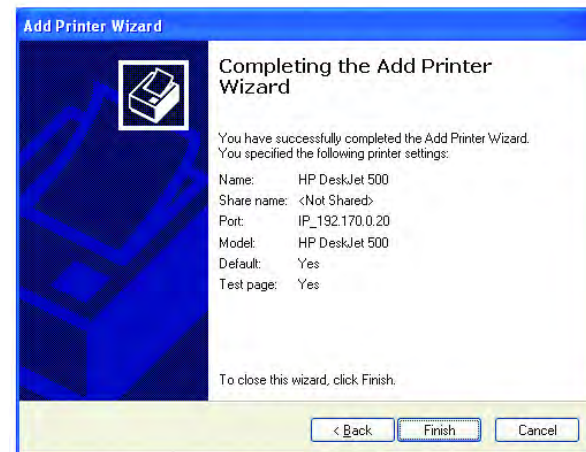 Add Printer Wizard
Completing the Add Printer
Wizard
You have successfully completed the Add Printer Wizard.
You specified the following printer settings:
Name: HP DeskJet 500
Share name: <Not Shared>
Port: IP_192.170.0.20
Model: HP DeskJet 500
Default: Yes
Test page: Yes
To close this wizard, click Finish.
< Back Finish Cancel